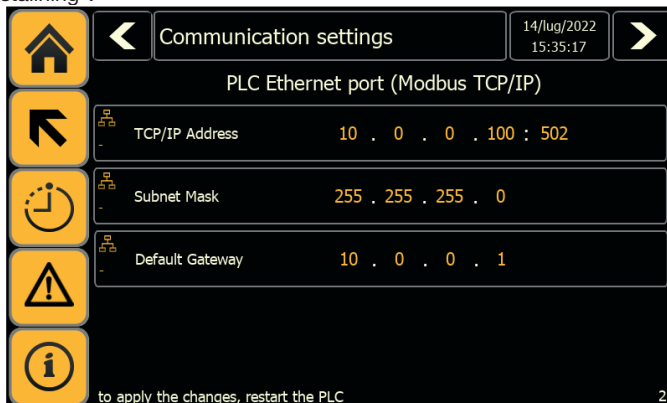 Communication settings
14/lug/2022
15:35:17
PLC Ethernet port (Modbus TCP/IP)
- TCP/IP Address 10 . 0 . 0 . 100 : 502
- Subnet Mask 255 . 255 . 255 . 0
- Default Gateway 10 . 0 . 0 . 1
to apply the changes, restart the PLC
2